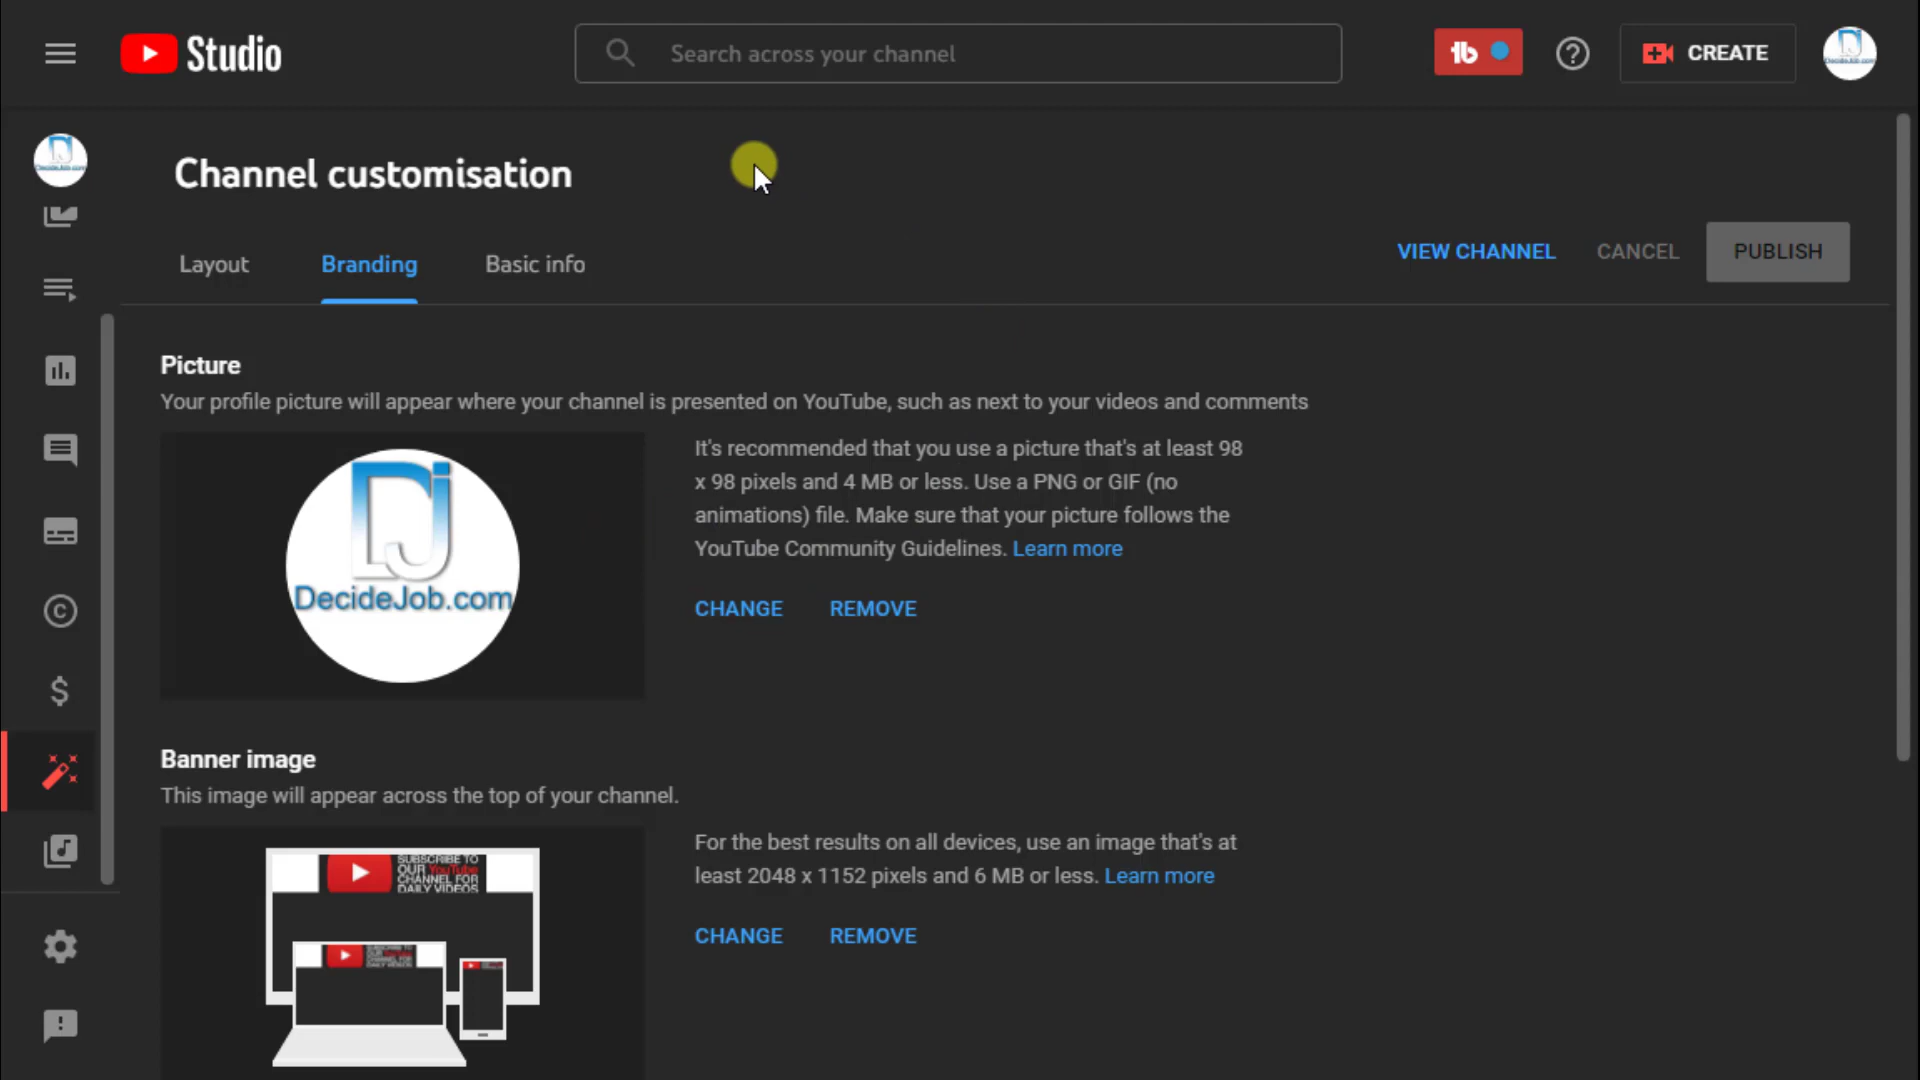 Studio
Search across your channel
CREATE
Channel customisation
Layout
Branding
Basic info
VIEW CHANNEL
CANCEL
PUBLISH
Picture
Your profile picture will appear where your channel is presented on YouTube, such as next to your videos and comments
DJ
DecideJob.com
It's recommended that you use a picture that's at least 98
x 98 pixels and 4 MB or less. Use a PNG or GIF (no
animations) file. Make sure that your picture follows the
YouTube Community Guidelines. Learn more
CHANGE
REMOVE
Banner image
This image will appear across the top of your channel.
SUBSCRIBE TO
OUR YouTube
CHANNEL FOR
DAILY VIDEOS
For the best results on all devices, use an image that's at
least 2048 x 1152 pixels and 6 MB or less. Learn more
CHANGE
REMOVE